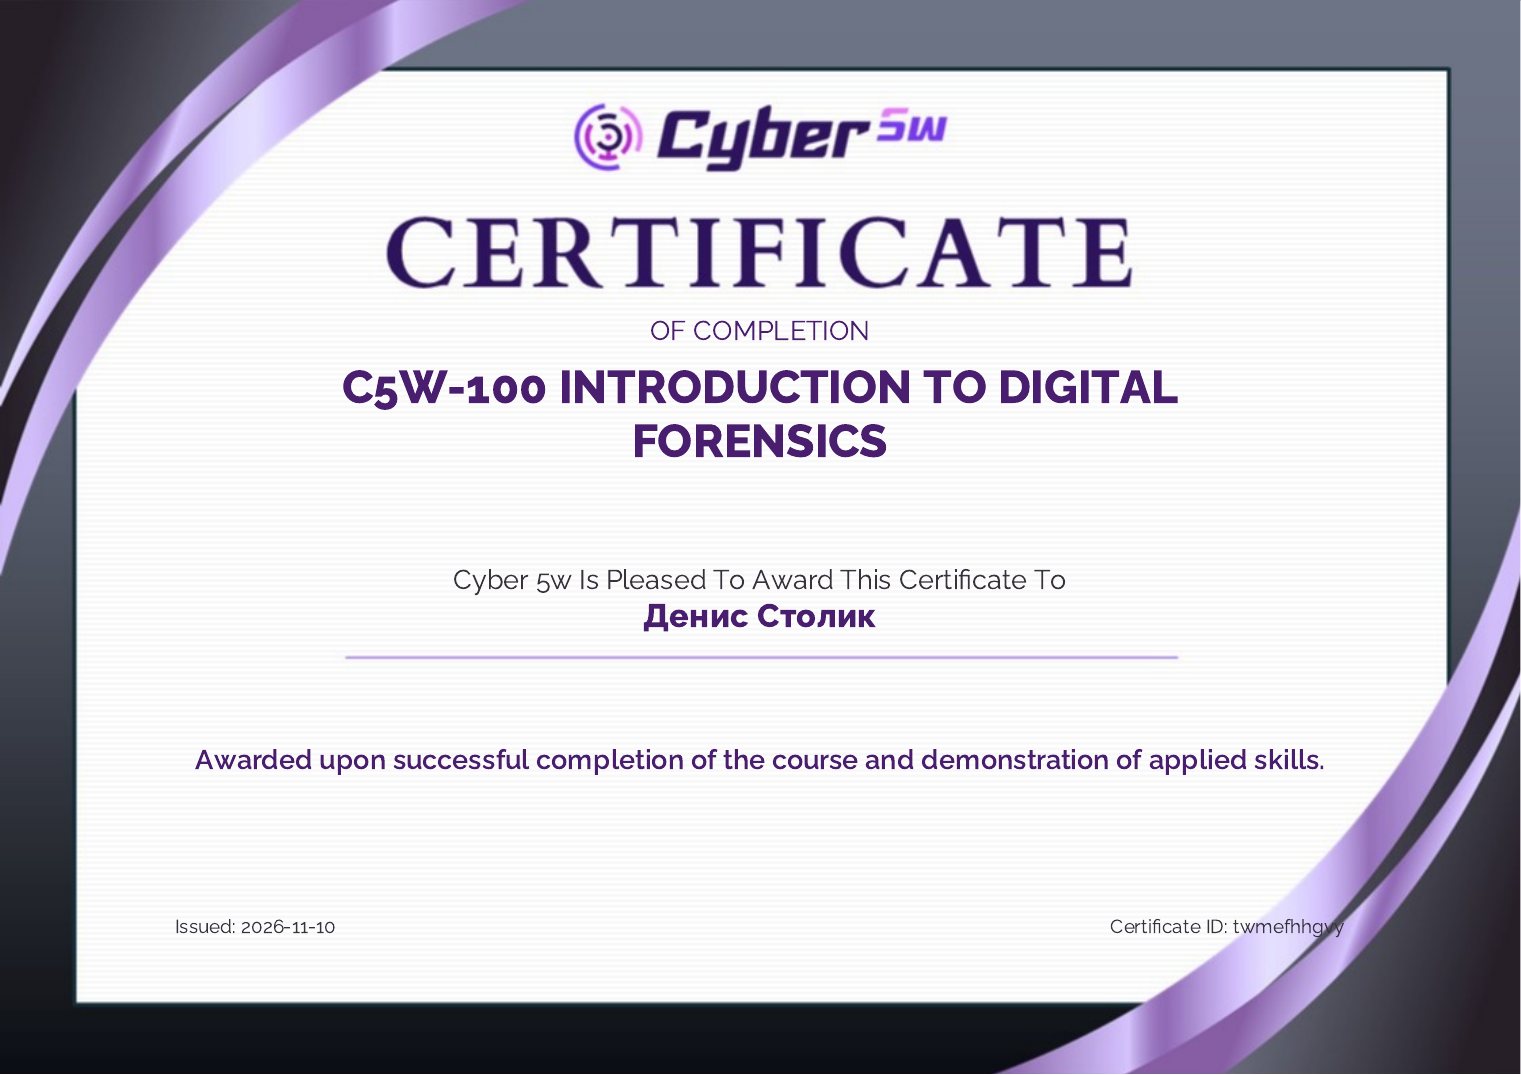 Cyber 5w
CERTIFICATE
OF COMPLETION
C5W-100 INTRODUCTION TO DIGITAL
FORENSICS
Cyber 5w Is Pleased To Award This Certificate To
Денис Столик
Awarded upon successful completion of the course and demonstration of applied skills.
Issued: 2026-11-10
Certificate ID: twmefhhgvy